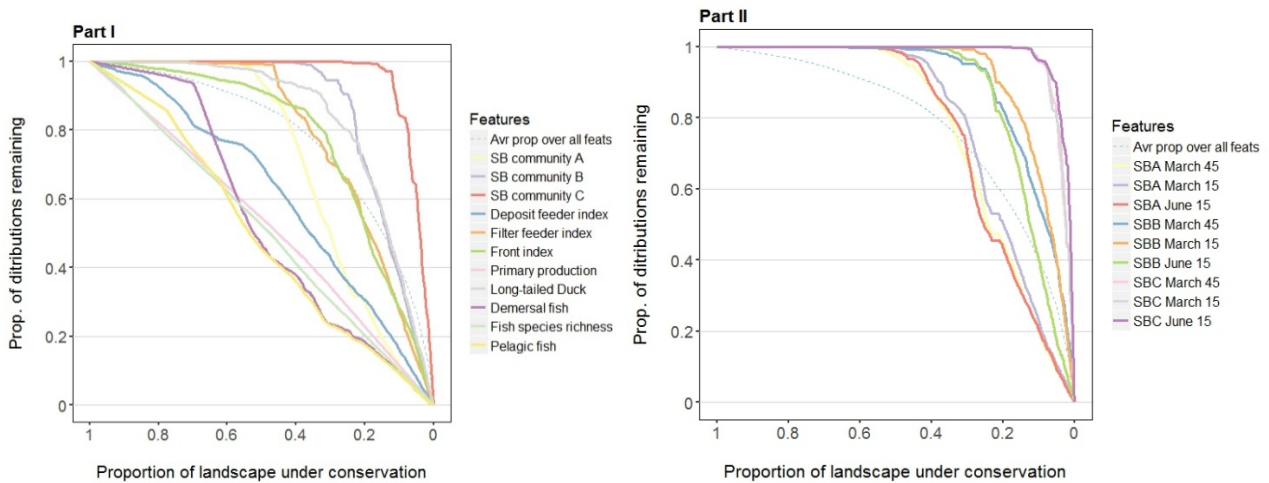 Part I
Prop. of ditributions remaining
1
0.8
0.6
0.4
0.2
0
1 0.8 0.6 0.4 0.2 0
Proportion of landscape under conservation
Features
Avr prop over all feats
SB community A
SB community B
SB community C
Deposit feeder index
Filter feeder index
Front index
Primary production
Long-tailed Duck
Demersal fish
Fish species richness
Pelagic fish
Part II
Prop. of ditributions remaining
1
0.8
0.6
0.4
0.2
0
1 0.8 0.6 0.4 0.2 0
Proportion of landscape under conservation
Features
Avr prop over all feats
SBA March 45
SBA March 15
SBA June 15
SBB March 45
SBB March 15
SBB June 15
SBC March 45
SBC March 15
SBC June 15